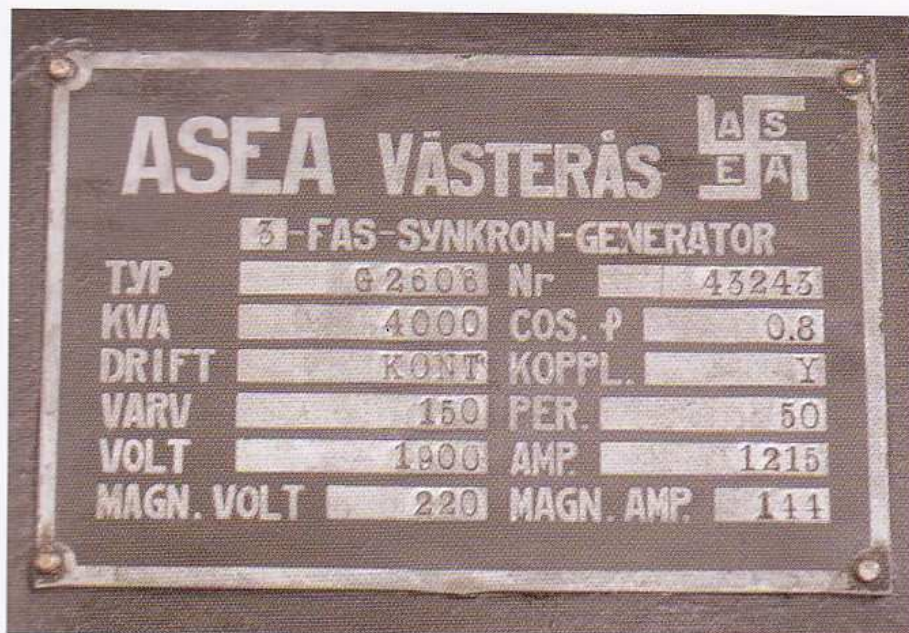 ASEA VÄSTERÅS A S E A
3-FAS-SYNKRON-GENERATOR
TYP G2608 Nr 43243
KVA 4000 COS. φ 0.8
DRIFT KONT KOPPL. Y
VARV 150 PER. 50
VOLT 1900 AMP. 1215
MAGN. VOLT 220 MAGN. AMP. 144